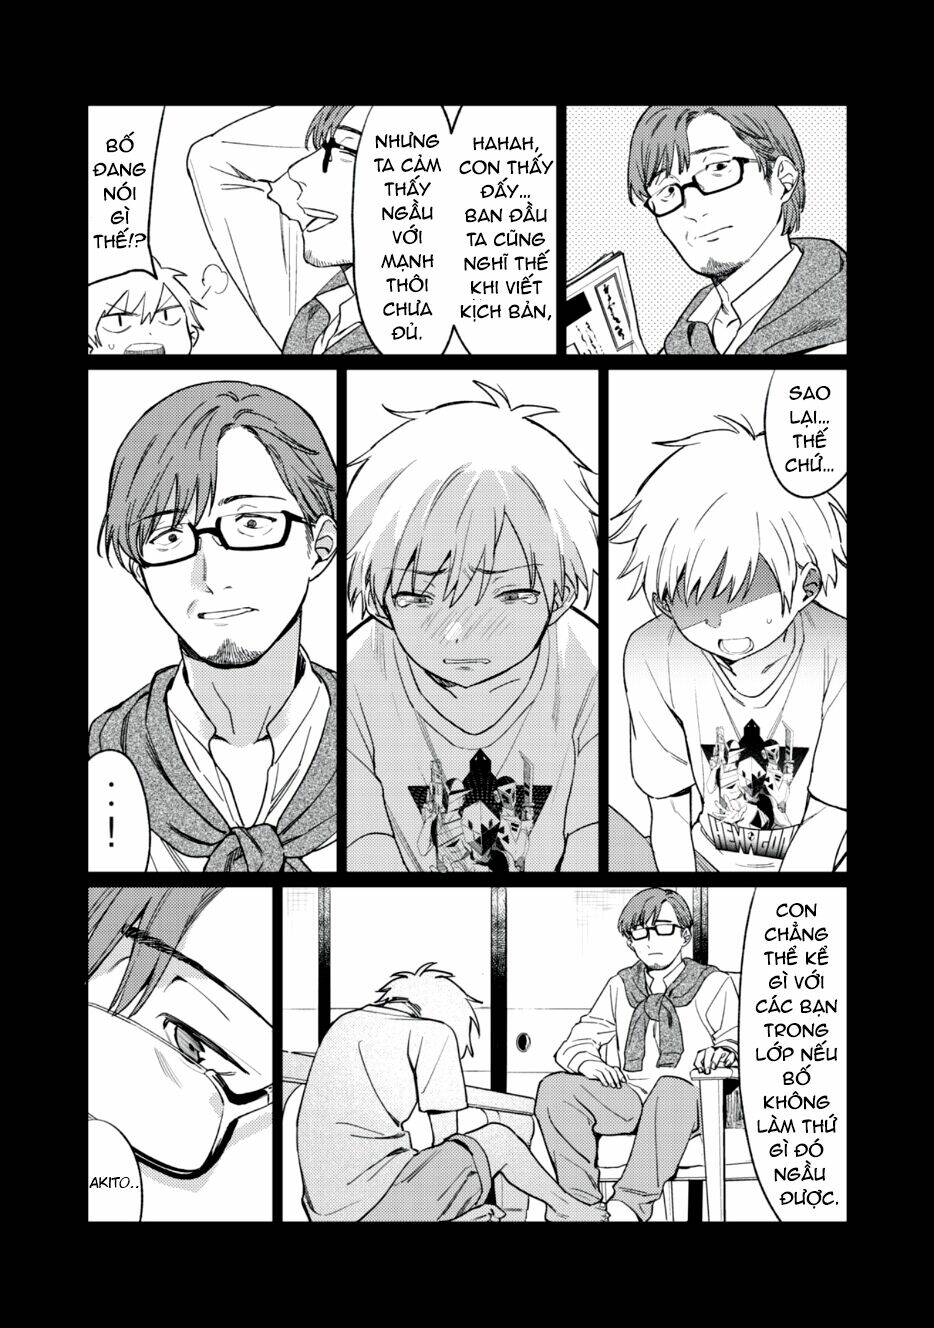 HAHAH,
CON THẤY
ĐẤY...
BAN ĐẦU
TA CŨNG
NGHĨ THẾ
KHI VIẾT
KỊCH BẢN,
NHƯNG
TA CẢM
THẤY
NGẦU
VỚI
MẠNH
THÔI
CHƯA
ĐỦ.
BỐ
ĐANG
NÓI
GÌ
THẾ!?
SAO
LẠI...
THẾ
CHỨ...
HEXAGON
...!
CON
CHẲNG
THỂ KỂ
GÌ VỚI
CÁC BẠN
TRONG
LỚP NẾU
BỐ
KHÔNG
LÀM THỨ
GÌ ĐÓ
NGẦU
ĐƯỢC.
AKITO..